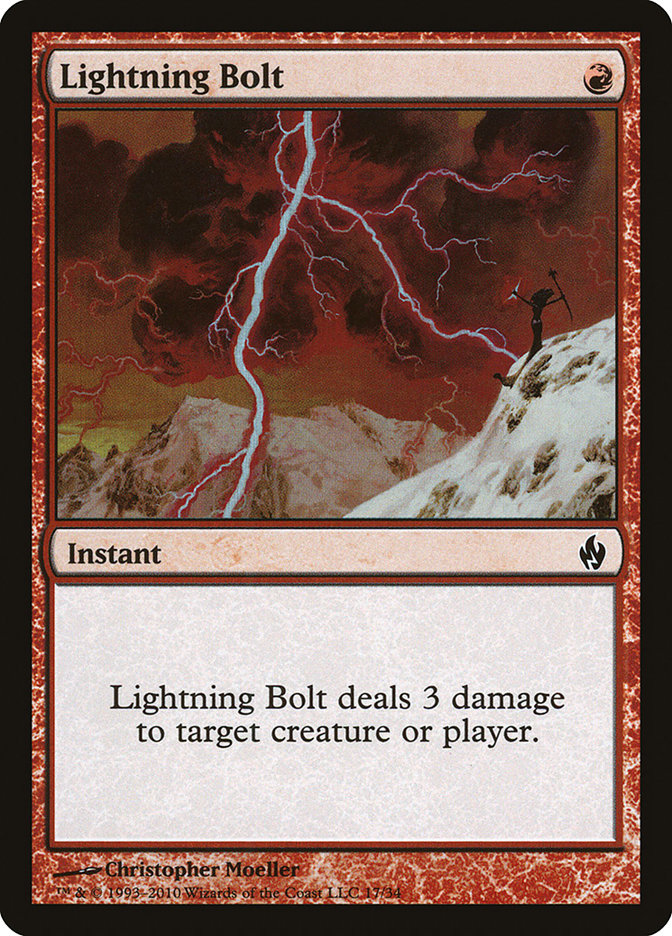 Lightning Bolt
Instant
Lightning Bolt deals 3 damage
to target creature or player.
Christopher Moeller
™ & © 1993–2010 Wizards of the Coast LLC 17/34